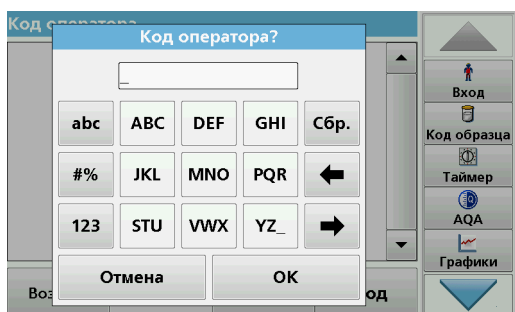 Код оператора
Код оператора?
_
abc ABC DEF GHI Сбр.
#% JKL MNO PQR
123 STU VWX YZ_
Отмена OK
Вход
Код образца
Таймер
AQA
Графики